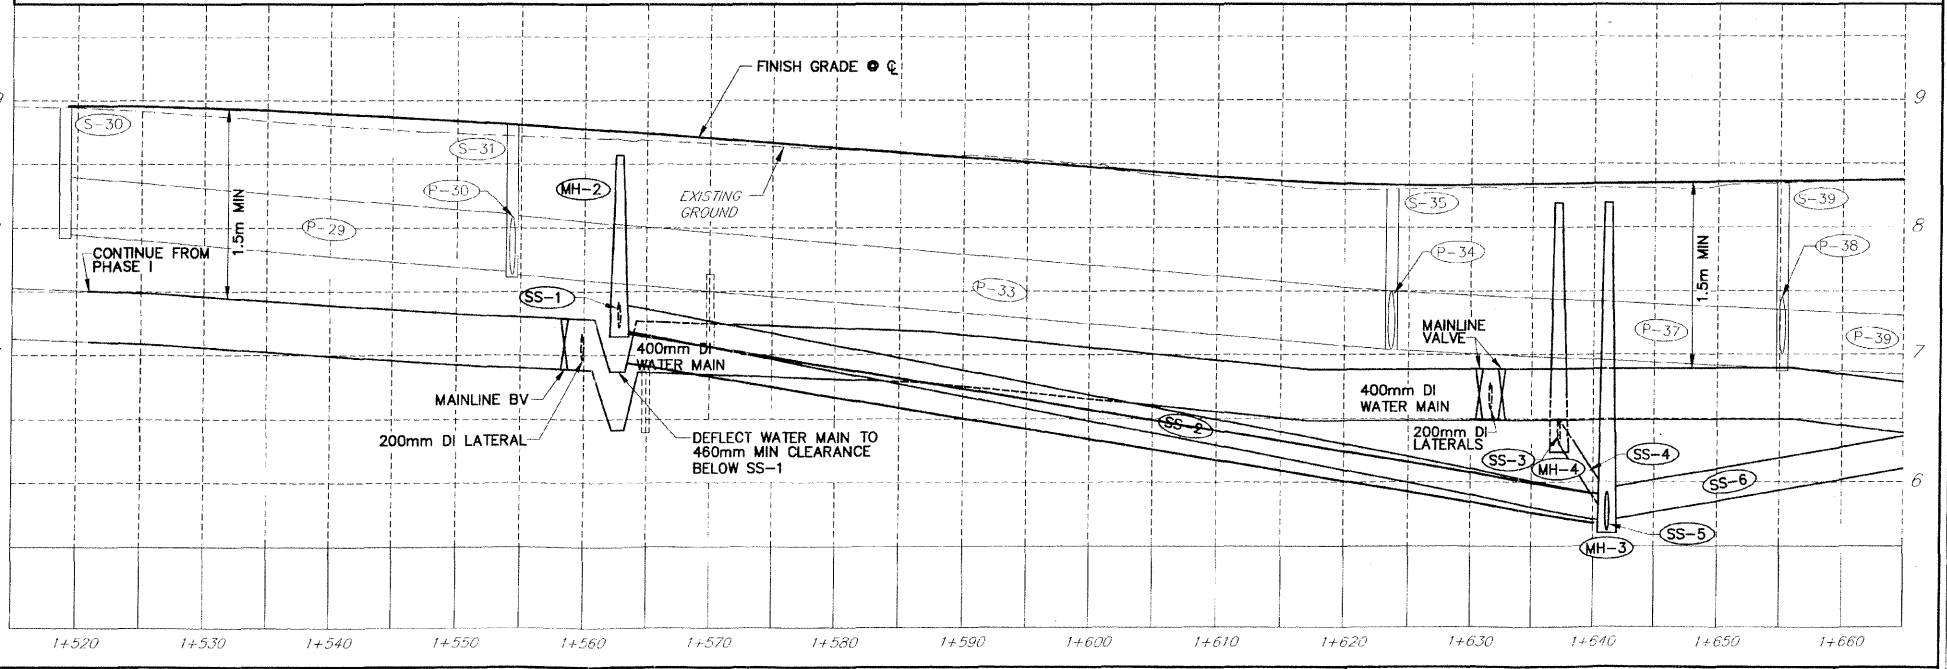 FINISH GRADE @ ℄
9
9
S-30
S-31
P-30
MH-2
EXISTING
GROUND
S-35
S-39
P-29
1.5m MIN
8
CONTINUE FROM
PHASE I
P-34
P-38
1.5m MIN
SS-1
P-33
MAINLINE
VALVE
P-37
P-39
400mm DI
WATER MAIN
7
MAINLINE BV
400mm DI
WATER MAIN
200mm DI LATERAL
DEFLECT WATER MAIN TO
460mm MIN CLEARANCE
BELOW SS-1
SS-2
200mm DI
LATERALS
SS-3
MH-4
SS-4
SS-6
6
SS-5
MH-3
1+520 1+530 1+540 1+550 1+560 1+570 1+580 1+590 1+600 1+610 1+620 1+630 1+640 1+650 1+660